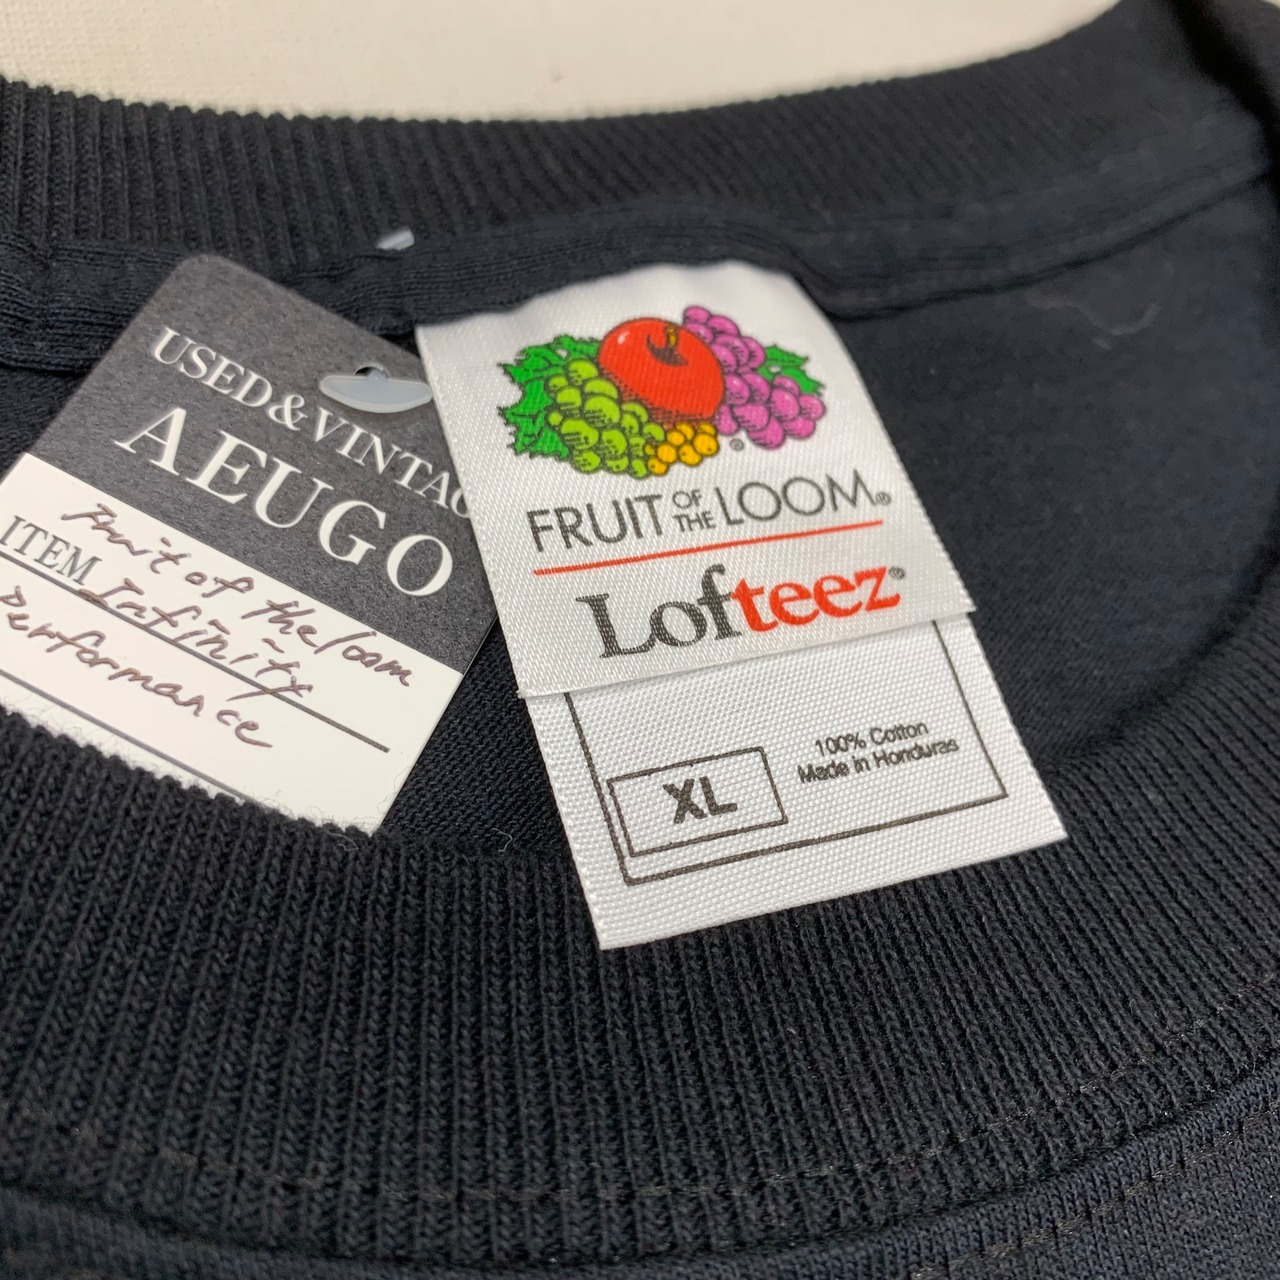 USED & VINTAG
AEUGO
Fruit of the loom
ITEM Infinity
Performance
FRUIT OF THE LOOM®
Lofteez®
XL
100% Cotton
Made in Honduras